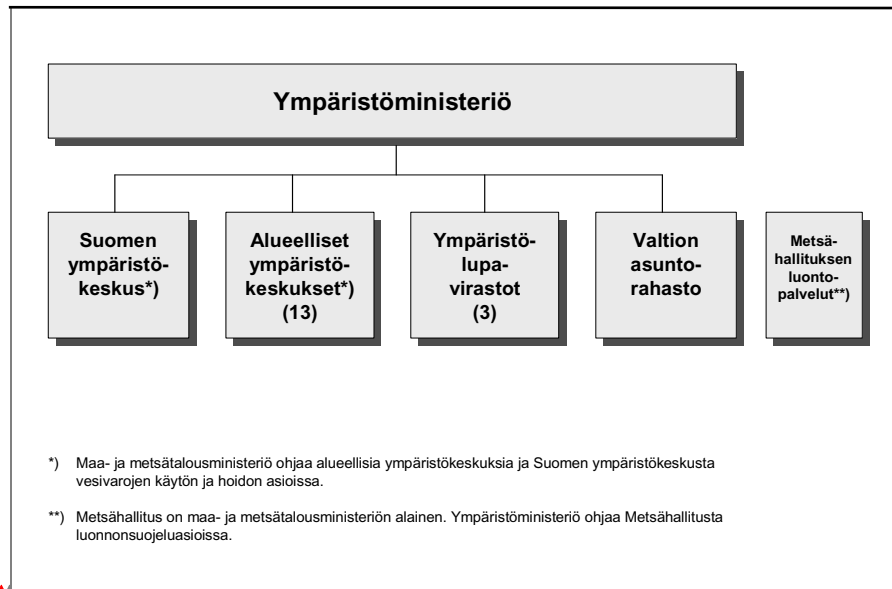 Ympäristöministeriö
Suomen
ympäristö-
keskus*)
Alueelliset
ympäristö-
keskukset*)
(13)
Ympäristö-
lupa-
virastot
(3)
Valtion
asunto-
rahasto
Metsä-
hallituksen
luonto-
palvelut**)
*) Maa- ja metsätalousministeriö ohjaa alueellisia ympäristökeskuksia ja Suomen ympäristökeskusta
vesivarojen käytön ja hoidon asioissa.
**) Metsähallitus on maa- ja metsätalousministeriön alainen. Ympäristöministeriö ohjaa Metsähallitusta
luonnonsuojeluasioissa.